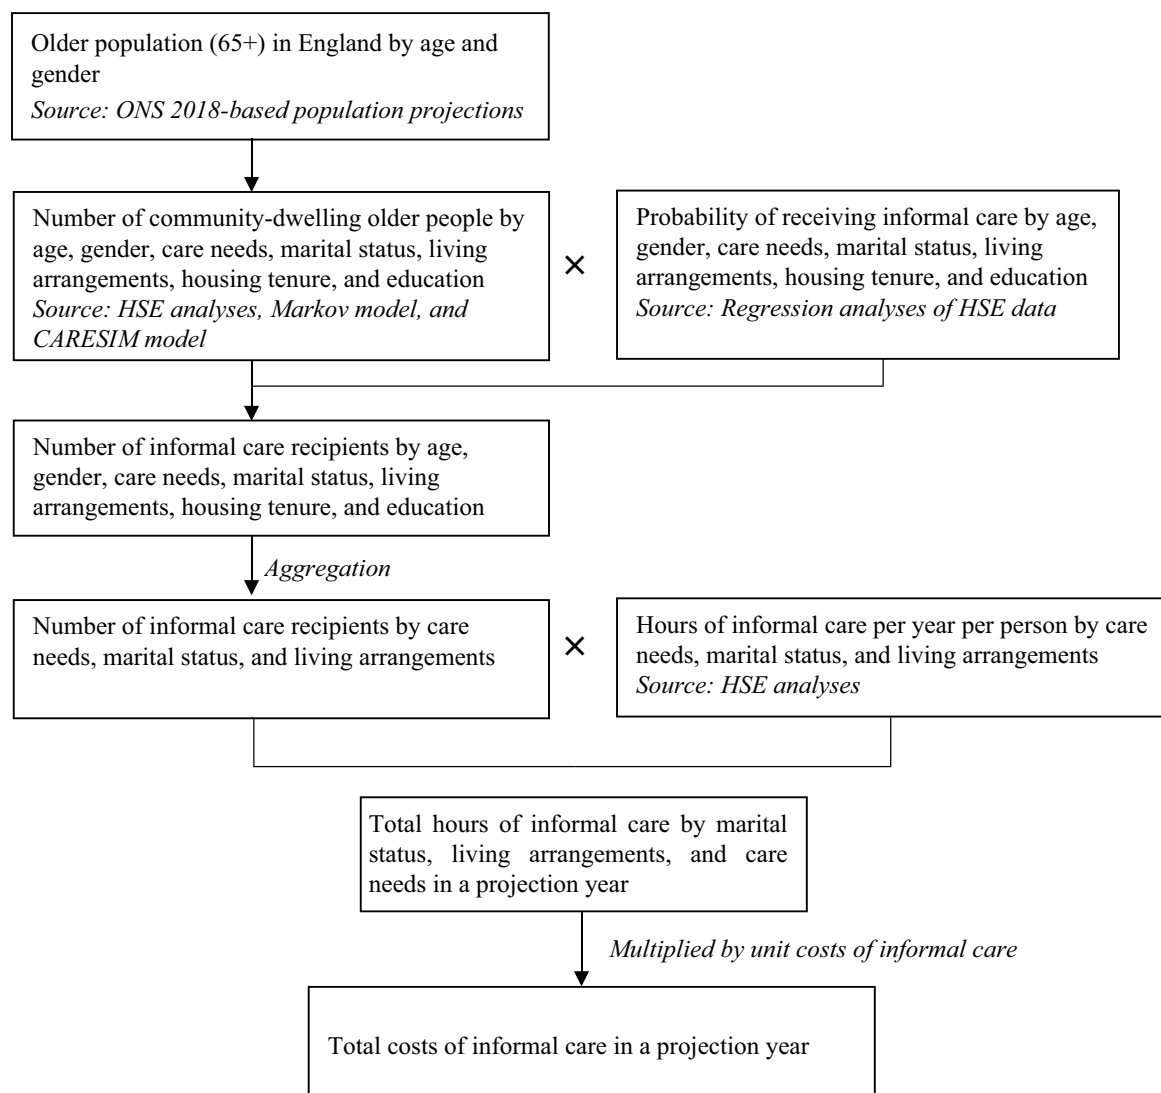 Older population (65+) in England by age and
gender
Source: ONS 2018-based population projections
Number of community-dwelling older people by
age, gender, care needs, marital status, living
arrangements, housing tenure, and education
Source: HSE analyses, Markov model, and
CARESIM model
×
Probability of receiving informal care by age,
gender, care needs, marital status, living
arrangements, housing tenure, and education
Source: Regression analyses of HSE data
Number of informal care recipients by age,
gender, care needs, marital status, living
arrangements, housing tenure, and education
Aggregation
Number of informal care recipients by care
needs, marital status, and living arrangements
×
Hours of informal care per year per person by care
needs, marital status, and living arrangements
Source: HSE analyses
Total hours of informal care by marital
status, living arrangements, and care
needs in a projection year
Multiplied by unit costs of informal care
Total costs of informal care in a projection year